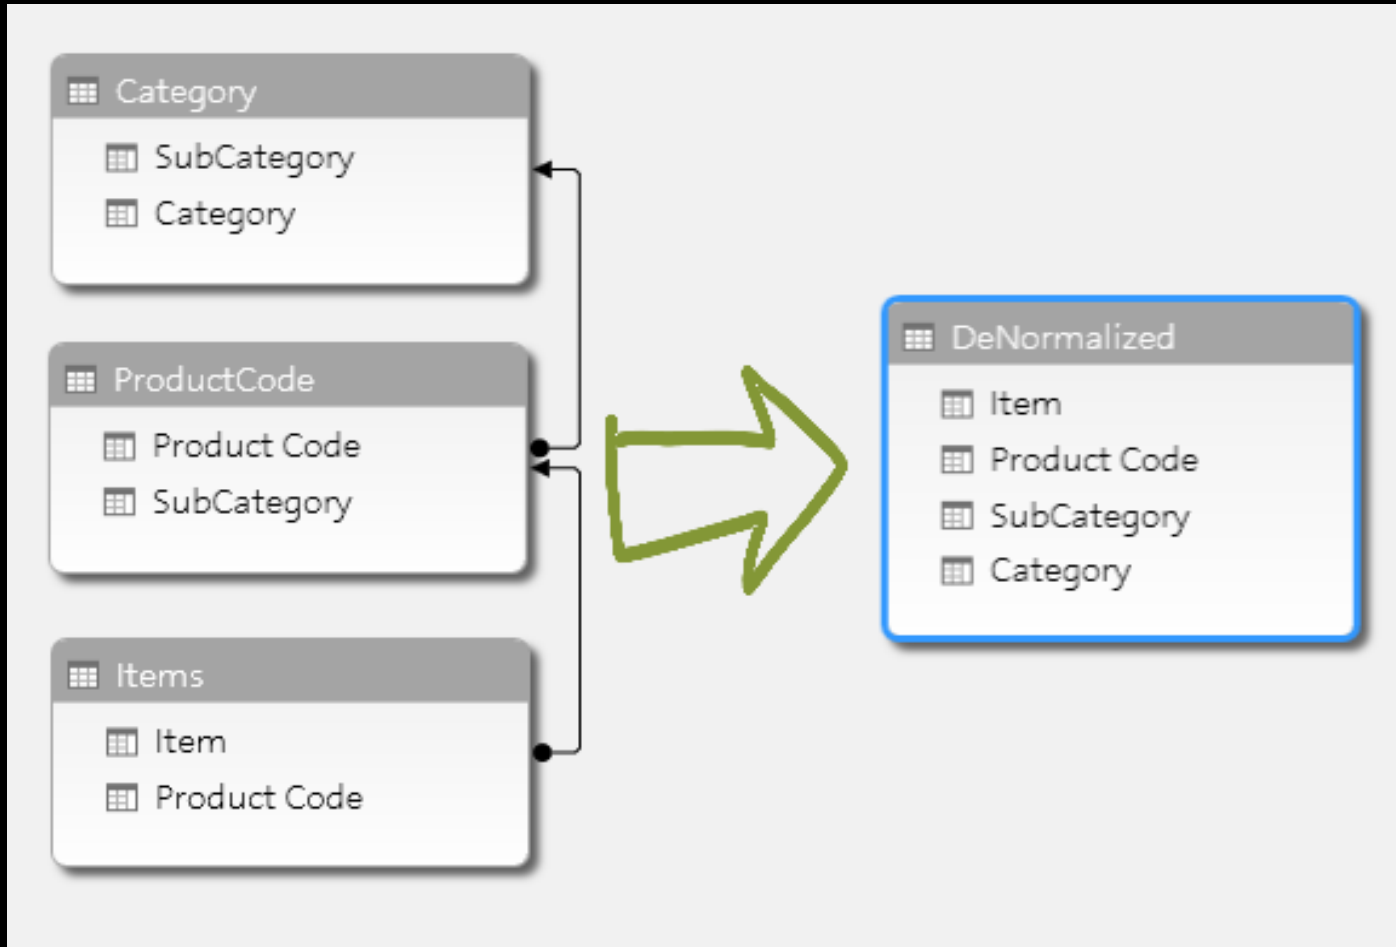 Category
SubCategory
Category
ProductCode
Product Code
SubCategory
Items
Item
Product Code
DeNormalized
Item
Product Code
SubCategory
Category